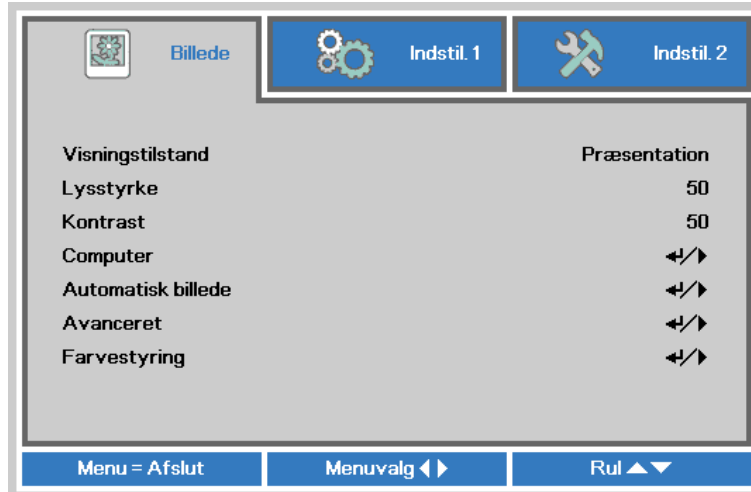 Billede Indstil. 1 Indstil. 2
Visningstilstand Præsentation
Lysstyrke 50
Kontrast 50
Computer ↵/▶
Automatisk billede ↵/▶
Avanceret ↵/▶
Farvestyring ↵/▶
Menu = Afslut Menuvalg ◀▶ Rul ▲▼